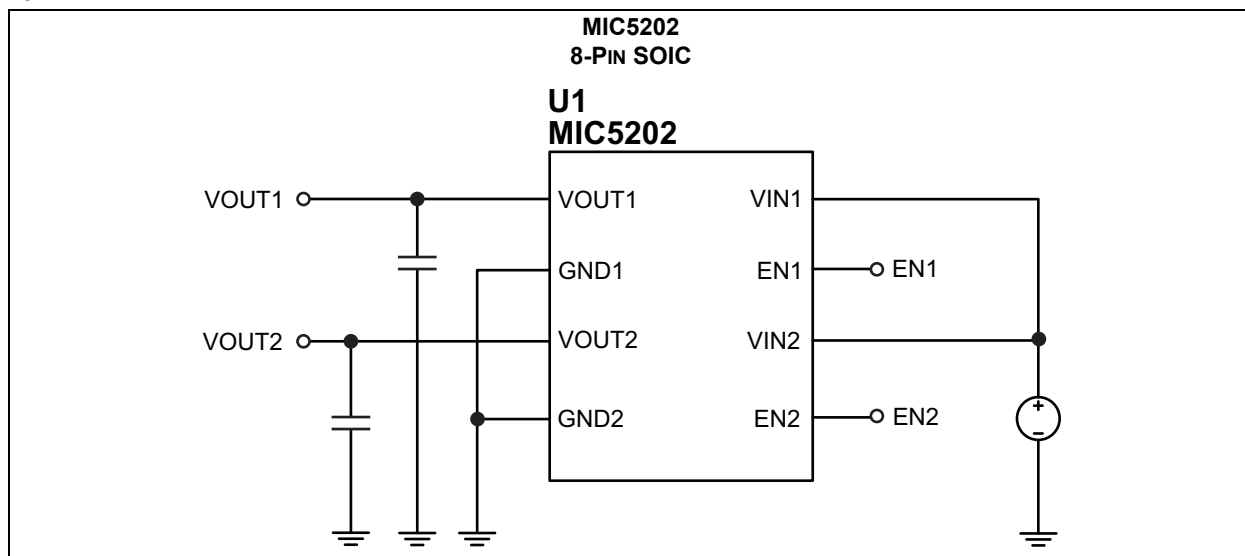 MIC5202
8-PIN SOIC
U1
MIC5202
VOUT1
VOUT1
VIN1
GND1
EN1
EN1
VOUT2
VOUT2
VIN2
GND2
EN2
EN2
+
–